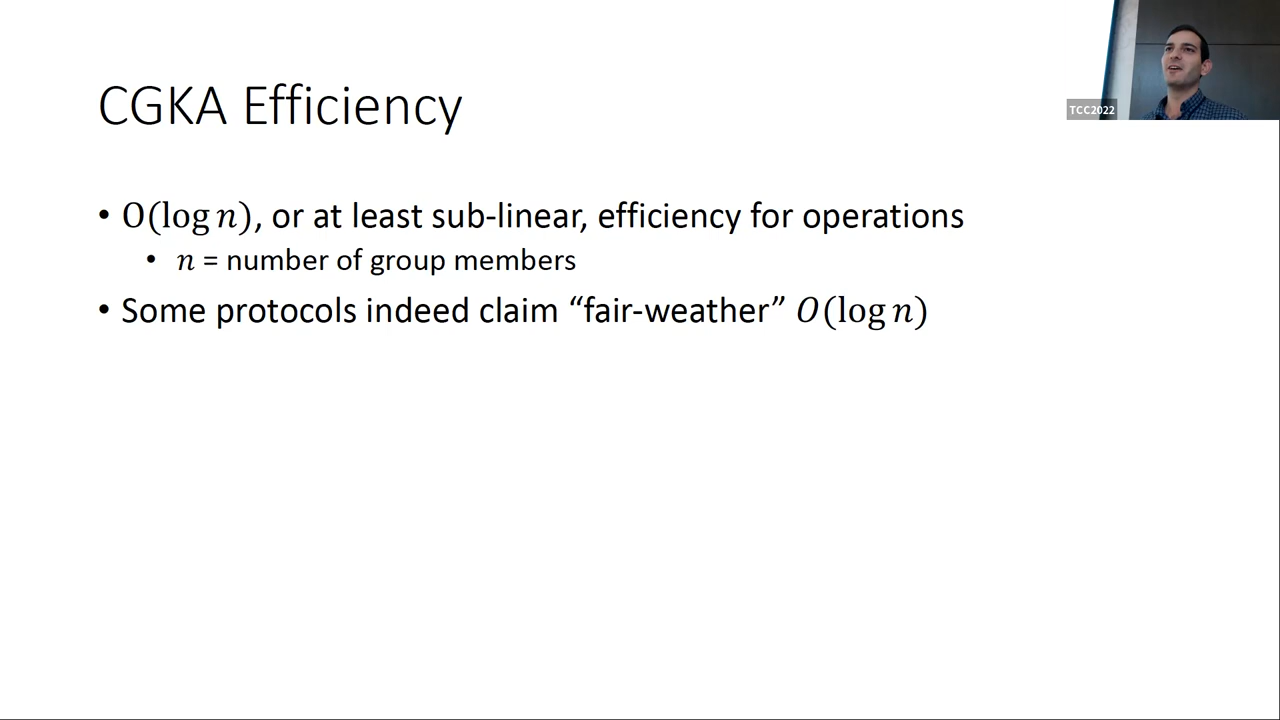 TCC2022
CGKA Efficiency
• O(log n), or at least sub-linear, efficiency for operations
• n = number of group members
• Some protocols indeed claim “fair-weather” O(log n)